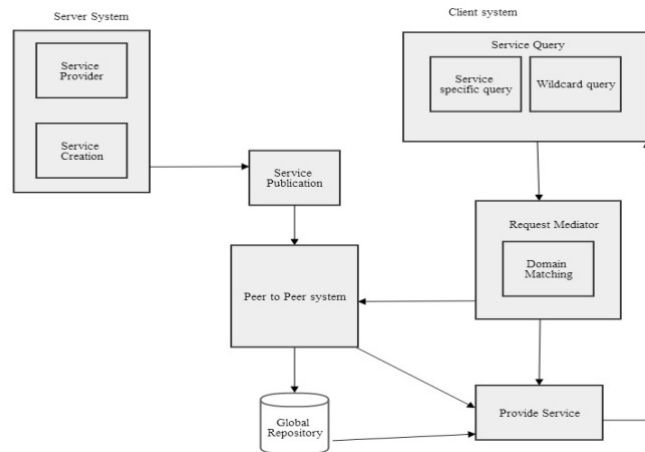 Server System
Client system
Service
Provider
Service
Creation
Service Query
Service
specific query
Wildcard query
Service
Publication
Request Mediator
Domain
Matching
Peer to Peer system
Global
Repository
Provide Service